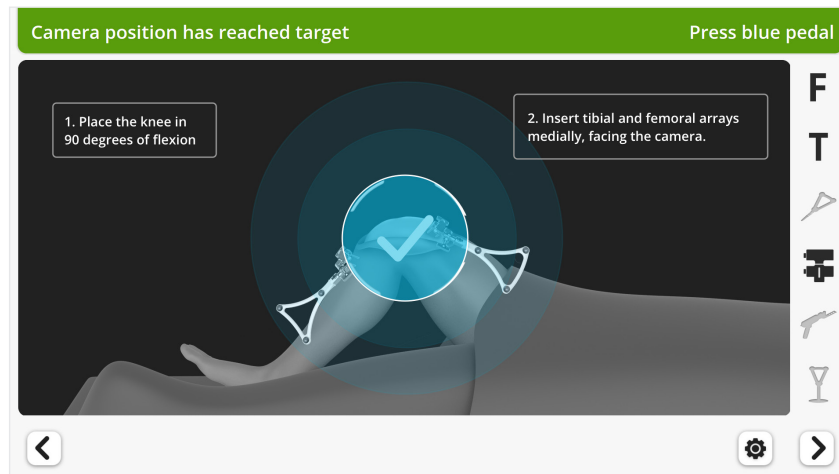 Camera position has reached target
Press blue pedal
1. Place the knee in
90 degrees of flexion
2. Insert tibial and femoral arrays
medially, facing the camera.
F
T